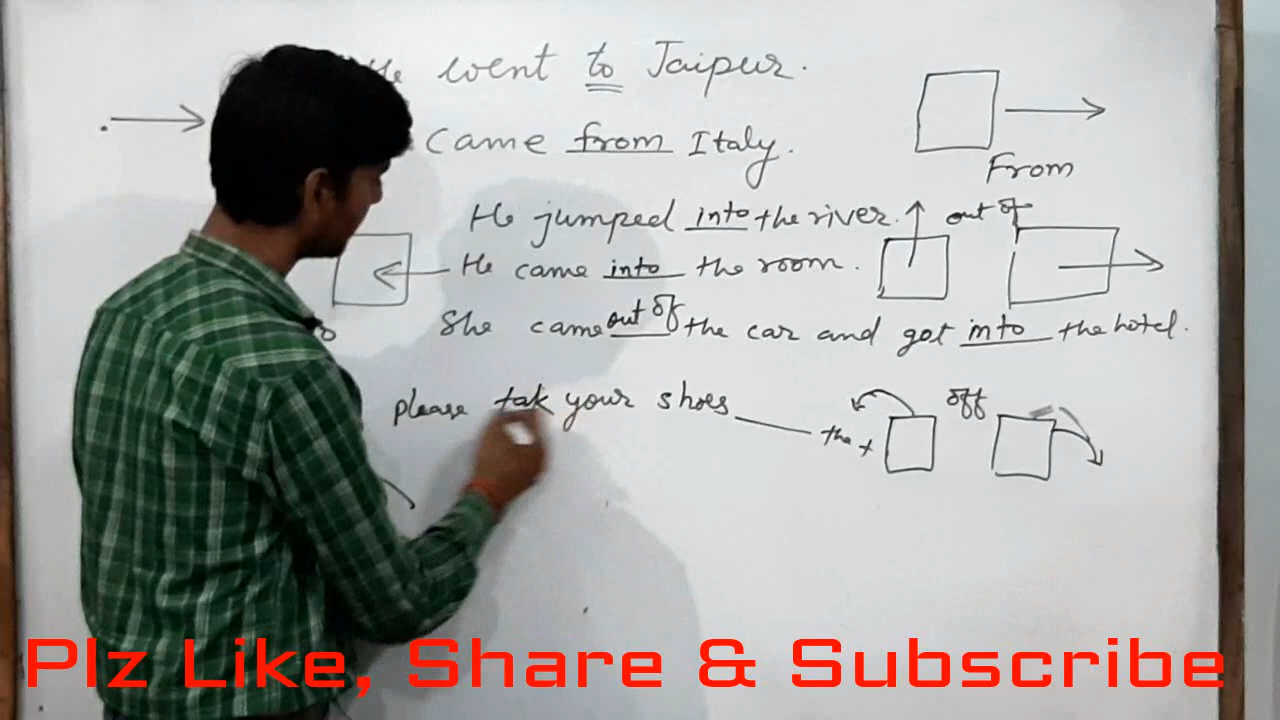 He went to Jaipur.
came from Italy.
From
He jumped into the river.
out of
He came into the room.
She came out of the car and got into the hotel.
please tak your shoes the
off
Plz Like, Share & Subscribe